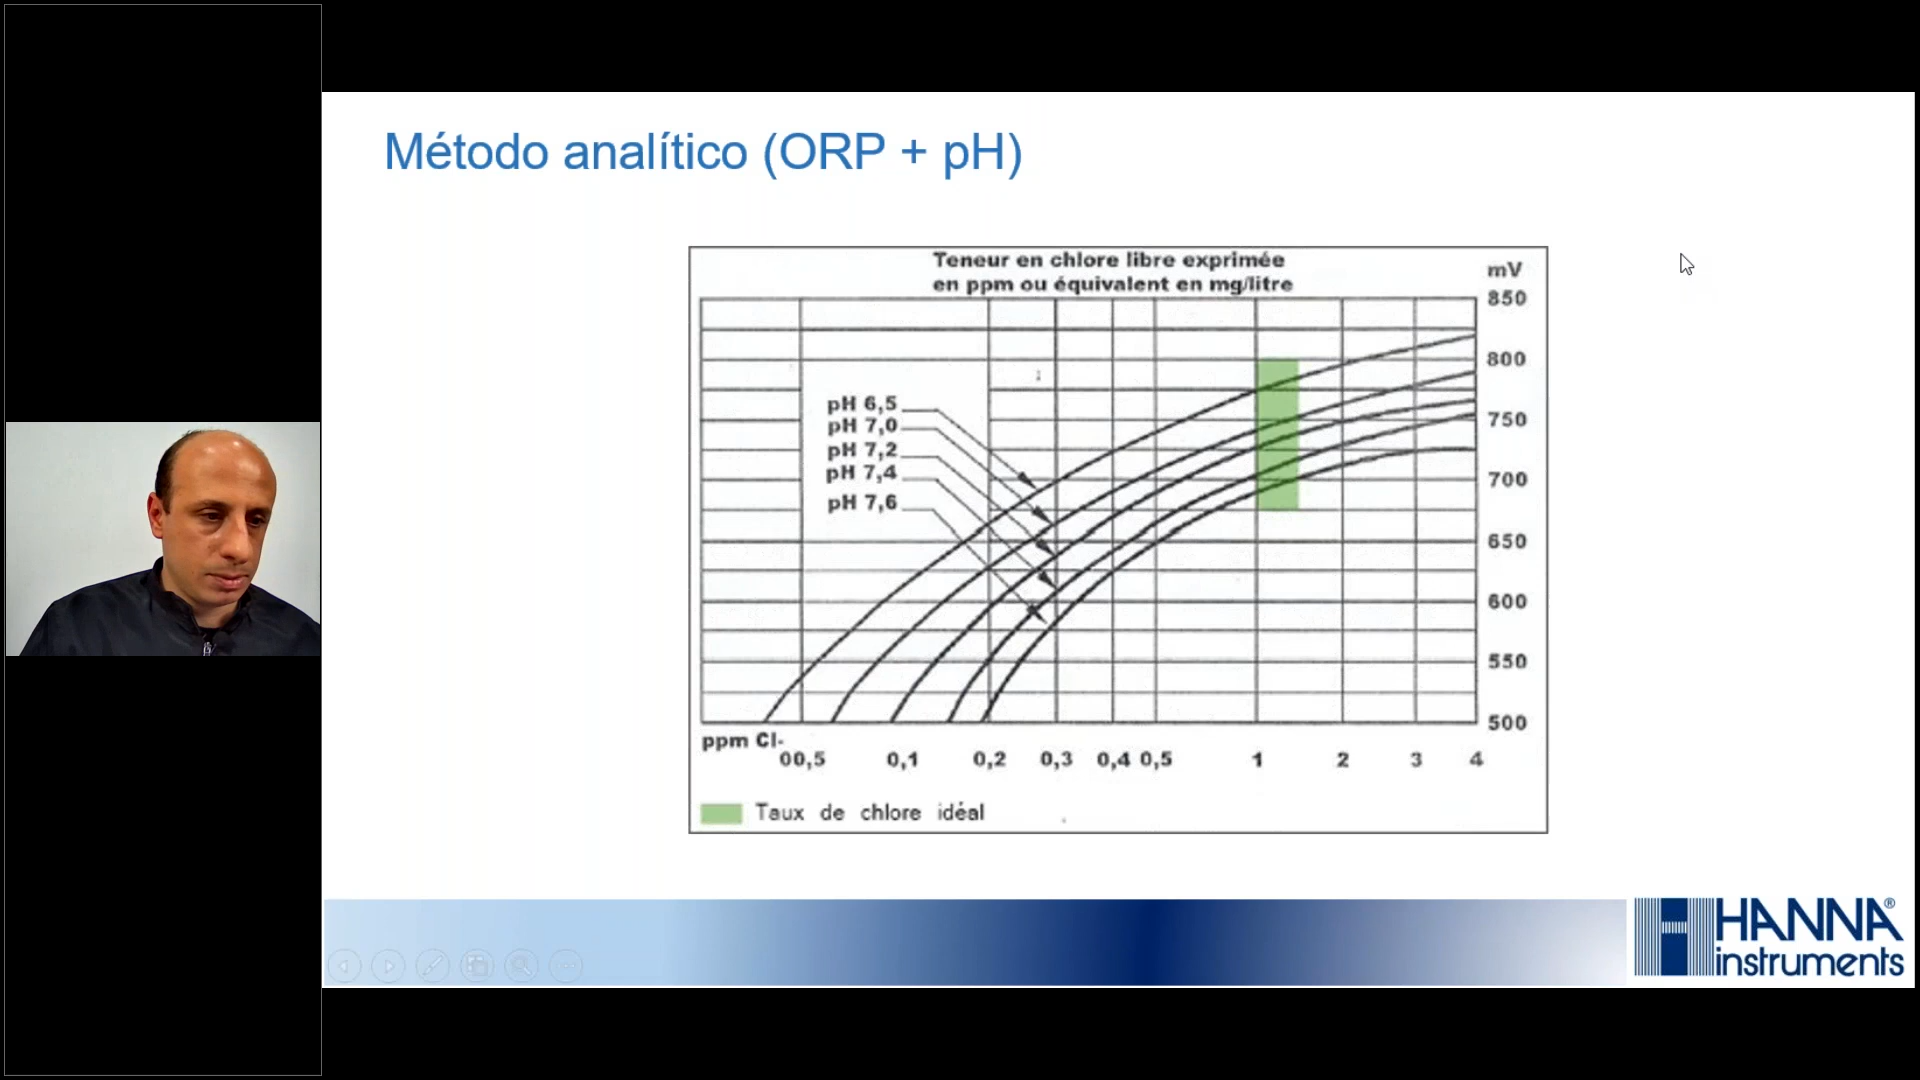 Método analítico (ORP + pH)
Teneur en chlore libre exprimée
en ppm ou équivalent en mg/litre
mV
850
800
750
700
650
600
550
500
pH 6,5
pH 7,0
pH 7,2
pH 7,4
pH 7,6
ppm Cl-
00,5 0,1 0,2 0,3 0,4 0,5 1 2 3 4
Taux de chlore idéal
HANNA®
instruments